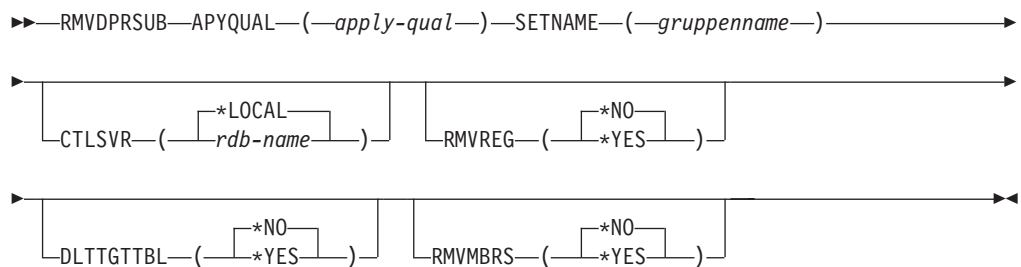 RMVDPRSUB APYQUAL ( apply-qual ) SETNAME ( gruppenname )
*LOCAL
CTLSVR ( rdb-name )
*NO
RMVREG ( *YES )
*NO
DLTTGTTBL ( *YES )
*NO
RMVMBRS ( *YES )